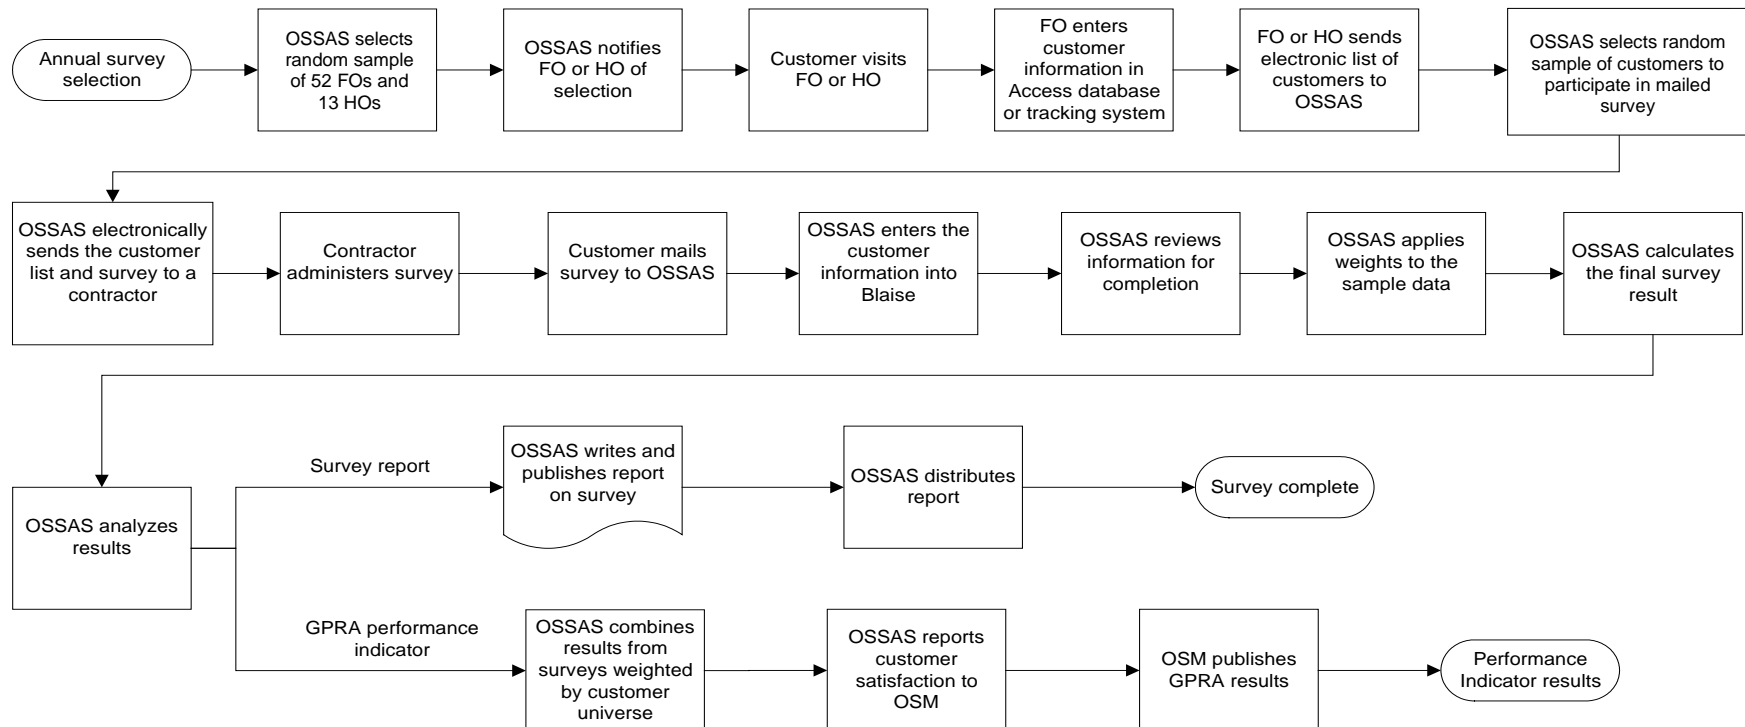 Annual survey
selection
OSSAS selects
random sample
of 52 FOs and
13 HOs
OSSAS notifies
FO or HO of
selection
Customer visits
FO or HO
FO enters
customer
information in
Access database
or tracking system
FO or HO sends
electronic list of
customers to
OSSAS
OSSAS selects random
sample of customers to
participate in mailed
survey
OSSAS electronically
sends the customer
list and survey to a
contractor
Contractor
administers survey
Customer mails
survey to OSSAS
OSSAS enters the
customer
information into
Blaise
OSSAS reviews
information for
completion
OSSAS applies
weights to the
sample data
OSSAS calculates
the final survey
result
OSSAS analyzes
results
Survey report
OSSAS writes and
publishes report
on survey
OSSAS distributes
report
Survey complete
GPRA performance
indicator
OSSAS combines
results from
surveys weighted
by customer
universe
OSSAS reports
customer
satisfaction to
OSM
OSM publishes
GPRA results
Performance
Indicator results